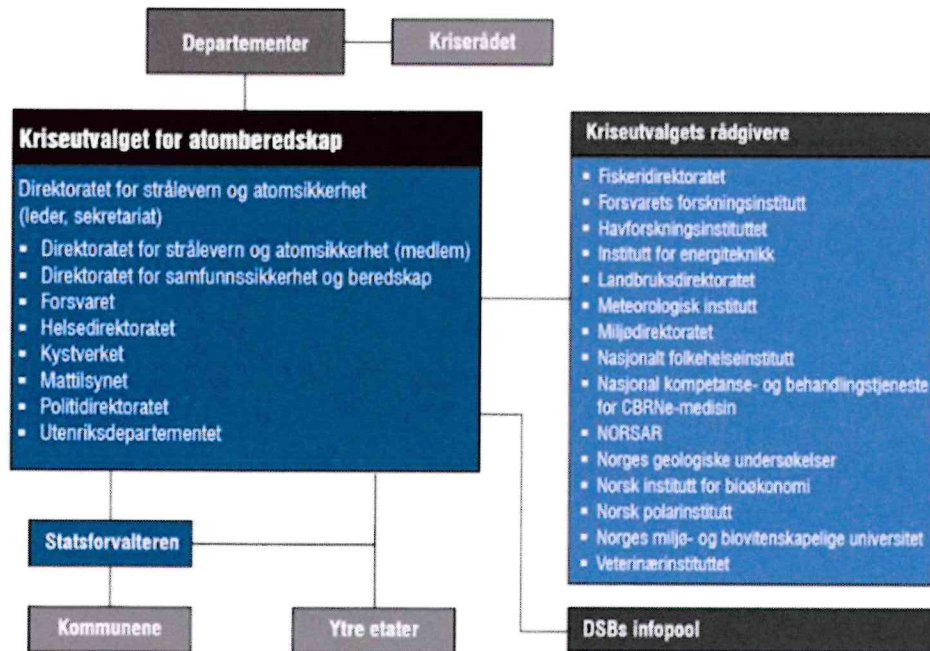 Departementer
Kriserådet
Kriseutvalget for atomberedskap
Direktoratet for strålevern og atomsikkerhet
(leder, sekretariat)
▪ Direktoratet for strålevern og atomsikkerhet (medlem)
▪ Direktoratet for samfunnssikkerhet og beredskap
▪ Forsvaret
▪ Helsedirektoratet
▪ Kystverket
▪ Mattilsynet
▪ Politidirektoratet
▪ Utenriksdepartementet
Kriseutvalgets rådgivere
▪ Fiskeridirektoratet
▪ Forsvarets forskningsinstitutt
▪ Havforskningsinstituttet
▪ Institutt for energiteknikk
▪ Landbruksdirektoratet
▪ Meteorologisk institutt
▪ Miljødirektoratet
▪ Nasjonalt folkehelseinstitutt
▪ Nasjonal kompetanse- og behandlingstjeneste
for CBRNe-medisin
▪ NORSAR
▪ Norges geologiske undersøkelser
▪ Norsk institutt for bioøkonomi
▪ Norsk polarinstitutt
▪ Norges miljø- og biovitenskapelige universitet
▪ Veterinærinstituttet
Statsforvalteren
Kommunene
Ytre etater
DSBs infopool